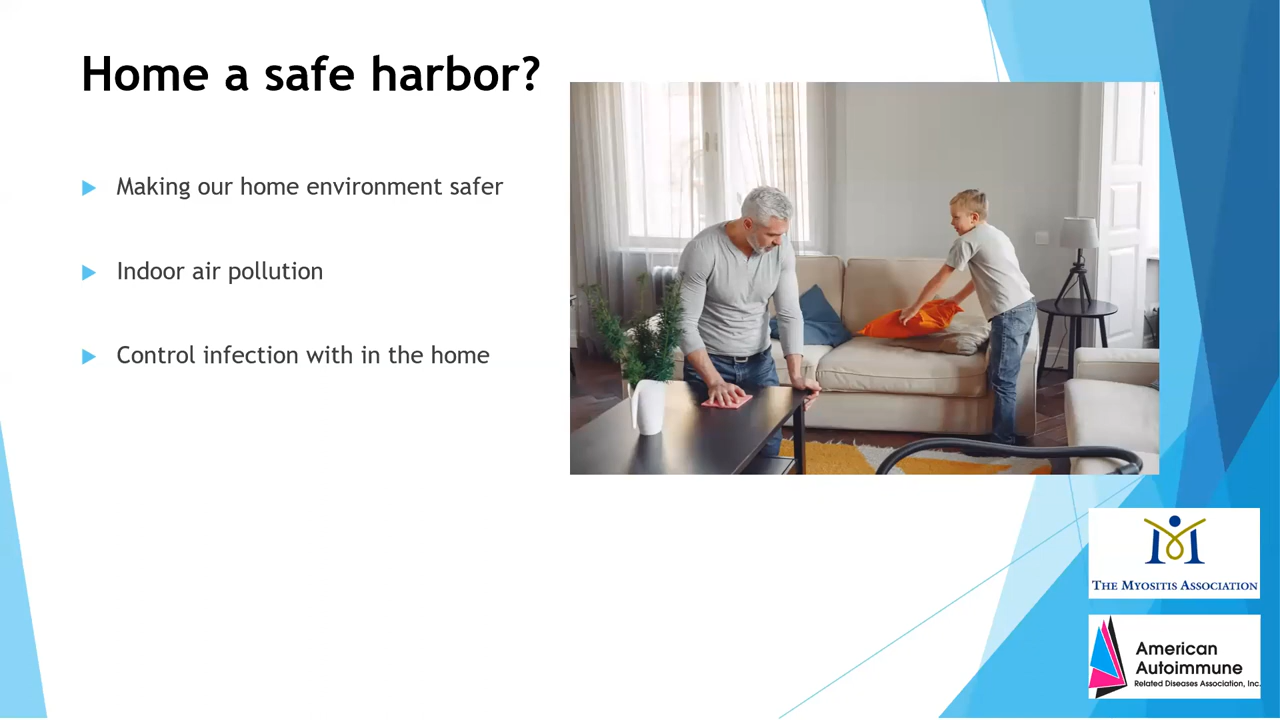 Home a safe harbor?
Making our home environment safer
Indoor air pollution
Control infection with in the home
The Myositis Association
American
Autoimmune
Related Diseases Association, Inc.